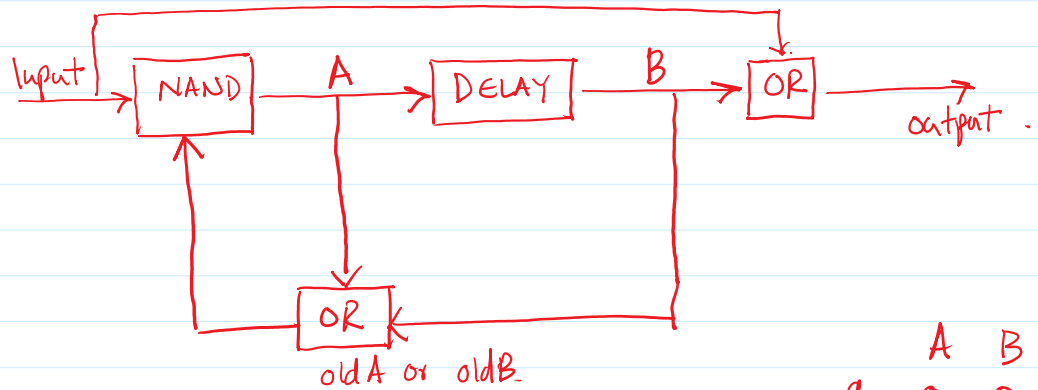 Input
NAND
A
DELAY
B
OR
output.
OR
old A or old B.
A B